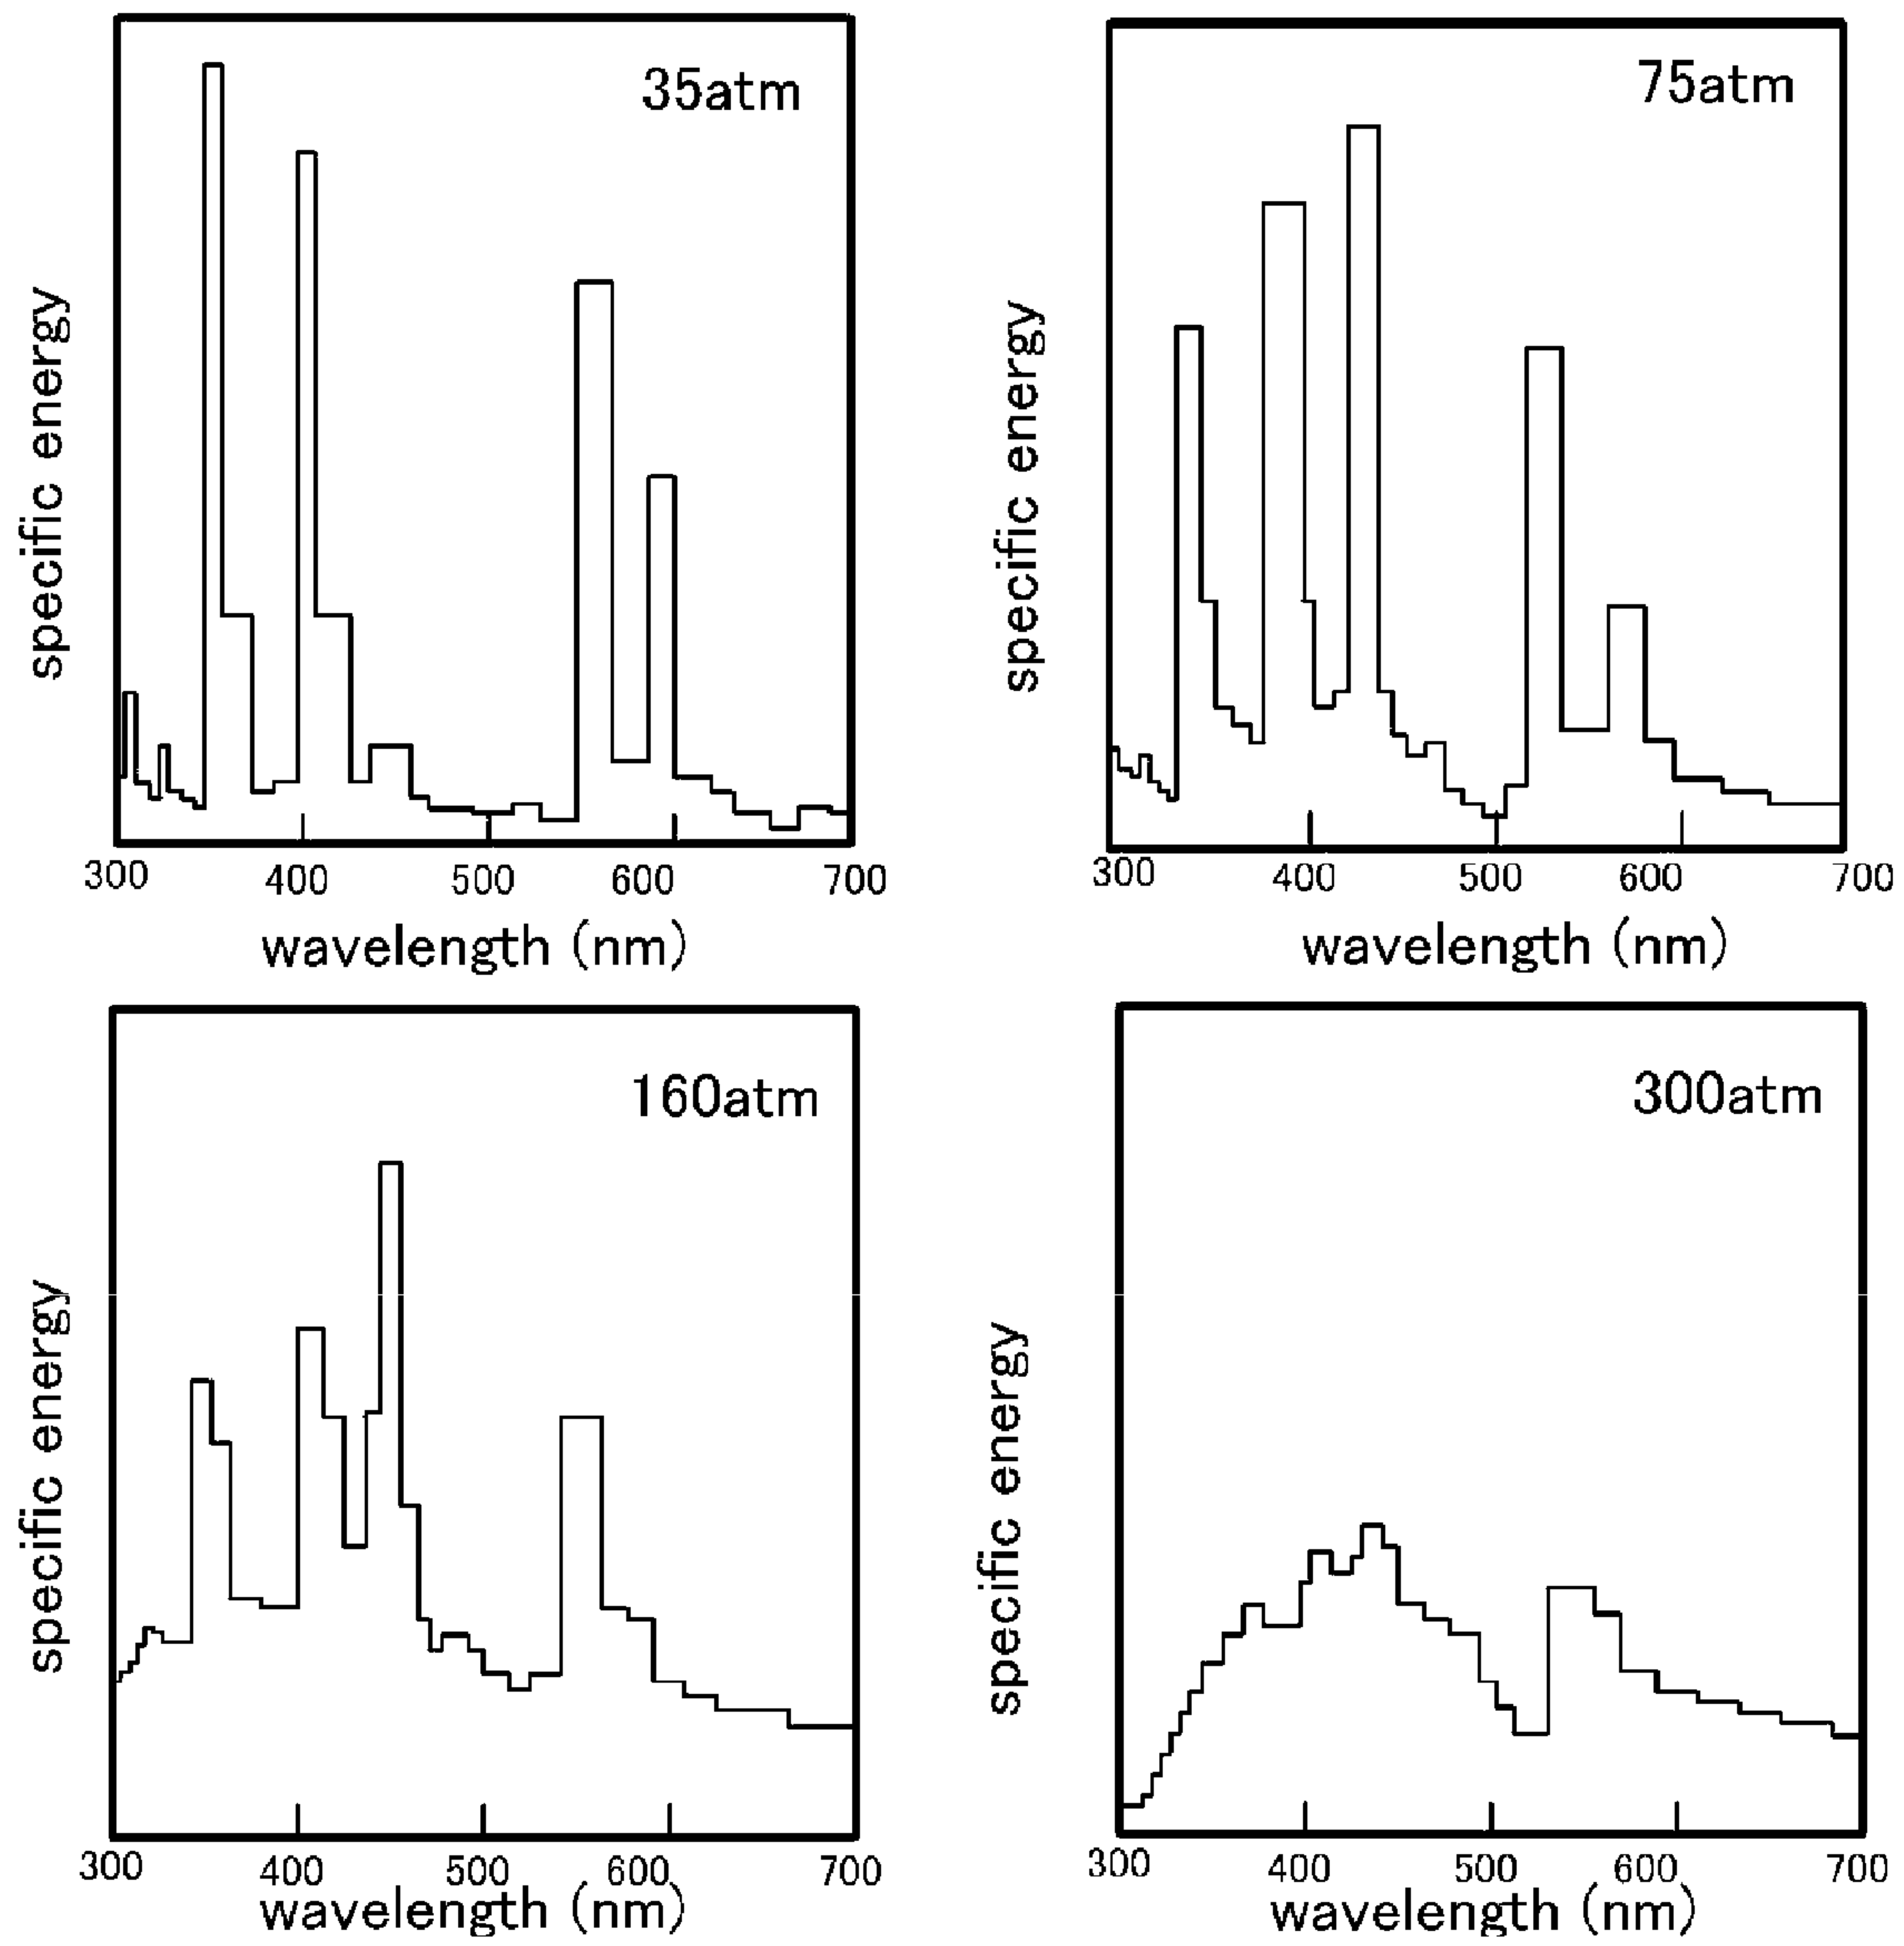 35atm
specific energy
300 400 500 600 700
wavelength (nm)
75atm
specific energy
300 400 500 600 700
wavelength (nm)
160atm
specific energy
300 400 500 600 700
wavelength (nm)
300atm
specific energy
300 400 500 600 700
wavelength (nm)